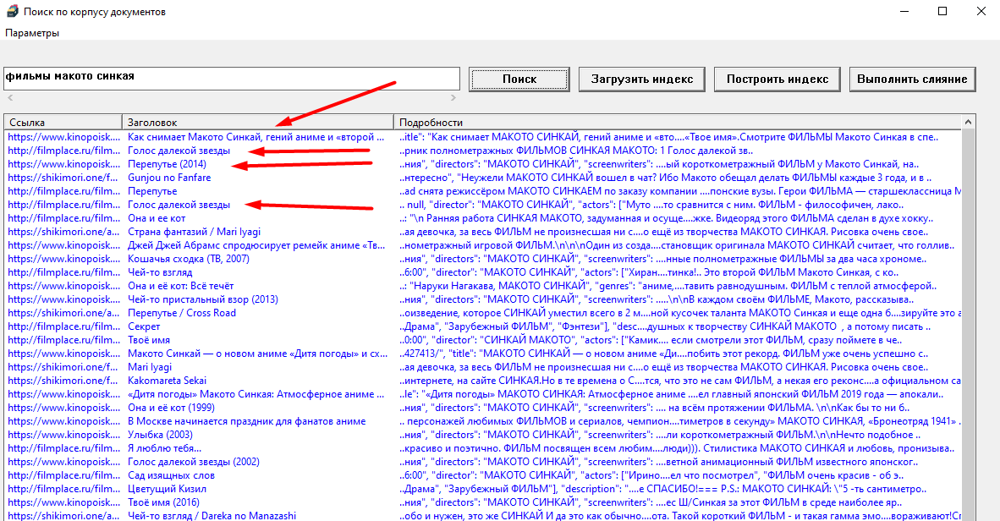 Поиск по корпусу документов
Параметры
фильмы макото синкая
Поиск
Загрузить индекс
Построить индекс
Выполнить слияние
Ссылка Заголовок Подробности
https://www.kinopoisk.... Как снимает Макото Синкай, гений аниме и «второй ... ..itle": "Как снимает МАКОТО СИНКАЙ, гений аниме и «вто....«Твое имя».Смотрите ФИЛЬМЫ Макото Синкая в спе..
http://filmplace.ru/film... Голос далекой звезды ..рник полнометражных ФИЛЬМОВ СИНКАЯ МАКОТО: 1 Голос далекой зв..
https://www.kinopoisk.... Перепутье (2014) ..ния", "directors": "МАКОТО СИНКАЙ", "screenwriters": ....ый короткометражный ФИЛЬМ у Макото Синкая, на..
https://shikimori.one/f... Gunjou no Fanfare ..нтересно", "Неужели МАКОТО СИНКАЙ вошел в чат? Ибо Макото обещал делать ФИЛЬМЫ каждые 3 года, и в ..
http://filmplace.ru/film... Перепутье ..ad снята режиссёром МАКОТО СИНКАЕМ по заказу компании ....понские вузы. Герои ФИЛЬМА — старшеклассница М
http://filmplace.ru/film... Голос далекой звезды .. null, "director": "МАКОТО СИНКАЙ", "actors": ["Муто ....то сравнится с ним. ФИЛЬМ - философичен, лако..
http://filmplace.ru/film... Она и ее кот ..: "\n Ранняя работа СИНКАЯ МАКОТО, задуманная и осуще....жке. Видеоряд этого ФИЛЬМА сделан в духе хокку..
https://shikimori.one/a... Страна фантазий / Mari Iyagi ..ая девочка, за весь ФИЛЬМ не произнесшая ни с....о ещё из творчества МАКОТО СИНКАЯ. Рисовка очень свое..
https://www.kinopoisk.... Джей Джей Абрамс спродюсирует ремейк аниме «Тв... ..нометражный игровой ФИЛЬМ.\n\n\nОдин из созда....становщик оригинала МАКОТО СИНКАЙ считает, что голлив..
https://www.kinopoisk.... Кошачья сходка (ТВ, 2007) ..ния", "directors": "МАКОТО СИНКАЙ", "screenwriters": ....нные полнометражные ФИЛЬМЫ за два часа хрономе..
http://filmplace.ru/film... Чей-то взгляд ..6:00", "director": "МАКОТО СИНКАЙ", "actors": ["Хиран....тинка!.. Это второй ФИЛЬМ Макото Синкая, с ко..
http://filmplace.ru/film... Она и её кот: Всё течёт ..: "Наруки Нагакава, МАКОТО СИНКАЙ", "genres": "аниме,...тавить равнодушным. ФИЛЬМ с теплой атмосферой..
https://www.kinopoisk.... Чей-то пристальный взор (2013) ..ния", "directors": "МАКОТО СИНКАЙ", "screenwriters": .....\n\nВ каждом своём ФИЛЬМЕ, Макото, рассказыва..
https://shikimori.one/a... Перепутье / Cross Road ..оизведение, которое СИНКАЙ уместил всего в 2 м....ной кусочек таланта МАКОТО Синкая и еще одна б....зируйте это а
http://filmplace.ru/film... Секрет ..Драма", "Зарубежный ФИЛЬМ", "Фэнтези"], "desc....душных к творчеству СИНКАЙ МАКОТО , а потому писать ..
http://filmplace.ru/film... Твоё имя ..0:00", "director": "СИНКАЙ МАКОТО", "actors": ["Камик.... если смотрели этот ФИЛЬМ, сразу поймете в че..
https://www.kinopoisk.... Макото Синкай — о новом аниме «Дитя погоды» и сх... ..427413/", "title": "МАКОТО СИНКАЙ — о новом аниме «Ди....побить этот рекорд. ФИЛЬМ уже очень успешно с..
https://shikimori.one/a... Mari Iyagi ..ая девочка, за весь ФИЛЬМ не произнесшая ни с....о ещё из творчества МАКОТО СИНКАЯ. Рисовка очень свое..
https://shikimori.one/f... Kakomareta Sekai ..интернете, на сайте СИНКАЯ.Но в те времена о С....тся, что это не сам ФИЛЬМ, а некая его реконс....а официальном са
https://www.kinopoisk.... «Дитя погоды» Макото Синкая: Атмосферное аниме ... ..le": "«Дитя погоды» МАКОТО СИНКАЯ: Атмосферное аниме ....ел главный японский ФИЛЬМ 2019 года — апокали..
https://www.kinopoisk.... Она и её кот (1999) ..ния", "directors": "МАКОТО СИНКАЙ", "screenwriters": .... на всём протяжении ФИЛЬМА. \n\nКак бы то ни б..
https://www.kinopoisk.... В Москве начинается праздник для фанатов аниме .. персонажей любимых ФИЛЬМОВ и сериалов, чемпион....тиметров в секунду» МАКОТО СИНКАЯ, «Бронеотряд 1941» ..
https://www.kinopoisk.... Улыбка (2003) ..ния", "directors": "МАКОТО СИНКАЙ", "screenwriters": ....ли короткометражный ФИЛЬМ.\n\nНечто подобное ..
http://filmplace.ru/film... Я люблю тебя... ..красиво и поэтично. ФИЛЬМ посвящен всем любим....люди))). Стилистика МАКОТО СИНКАЯ и любовь, пронизыва..
https://www.kinopoisk.... Голос далекой звезды (2002) ..ния", "directors": "МАКОТО СИНКАЙ", "screenwriters": ....ветной анимационный ФИЛЬМ известного японског..
http://filmplace.ru/film... Сад изящных слов ..6:00", "director": "МАКОТО СИНКАЙ", "actors": ["Ирино....ел что посмотрел", "ФИЛЬМ очень красив - об э..
http://filmplace.ru/film... Цветущий Кизил ..Драма", "Зарубежный ФИЛЬМ"], "description": "....е СПАСИБО!=== P.S.: МАКОТО СИНКАЙ: \"5 -ть сантиметро..
https://www.kinopoisk.... Твоё имя (2016) ..ния", "directors": "МАКОТО СИНКАЙ", "screenwriters": ....ес Ш/Синкая за этот ФИЛЬМ в среде наиболее яр..
https://shikimori.one/a... Чей-то взгляд / Dareka no Manazashi ..обо и нужен, это же СИНКАЙ И да это как обычно....ота. Такой короткий ФИЛЬМ - и такая гамма эмо....вораживают!Сп